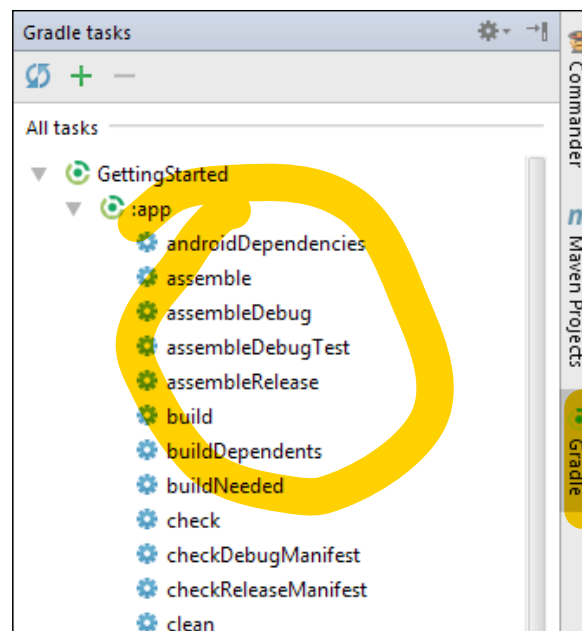 Gradle tasks
All tasks
GettingStarted
:app
androidDependencies
assemble
assembleDebug
assembleDebugTest
assembleRelease
build
buildDependents
buildNeeded
check
checkDebugManifest
checkReleaseManifest
clean
Commander
Maven Projects
Gradle